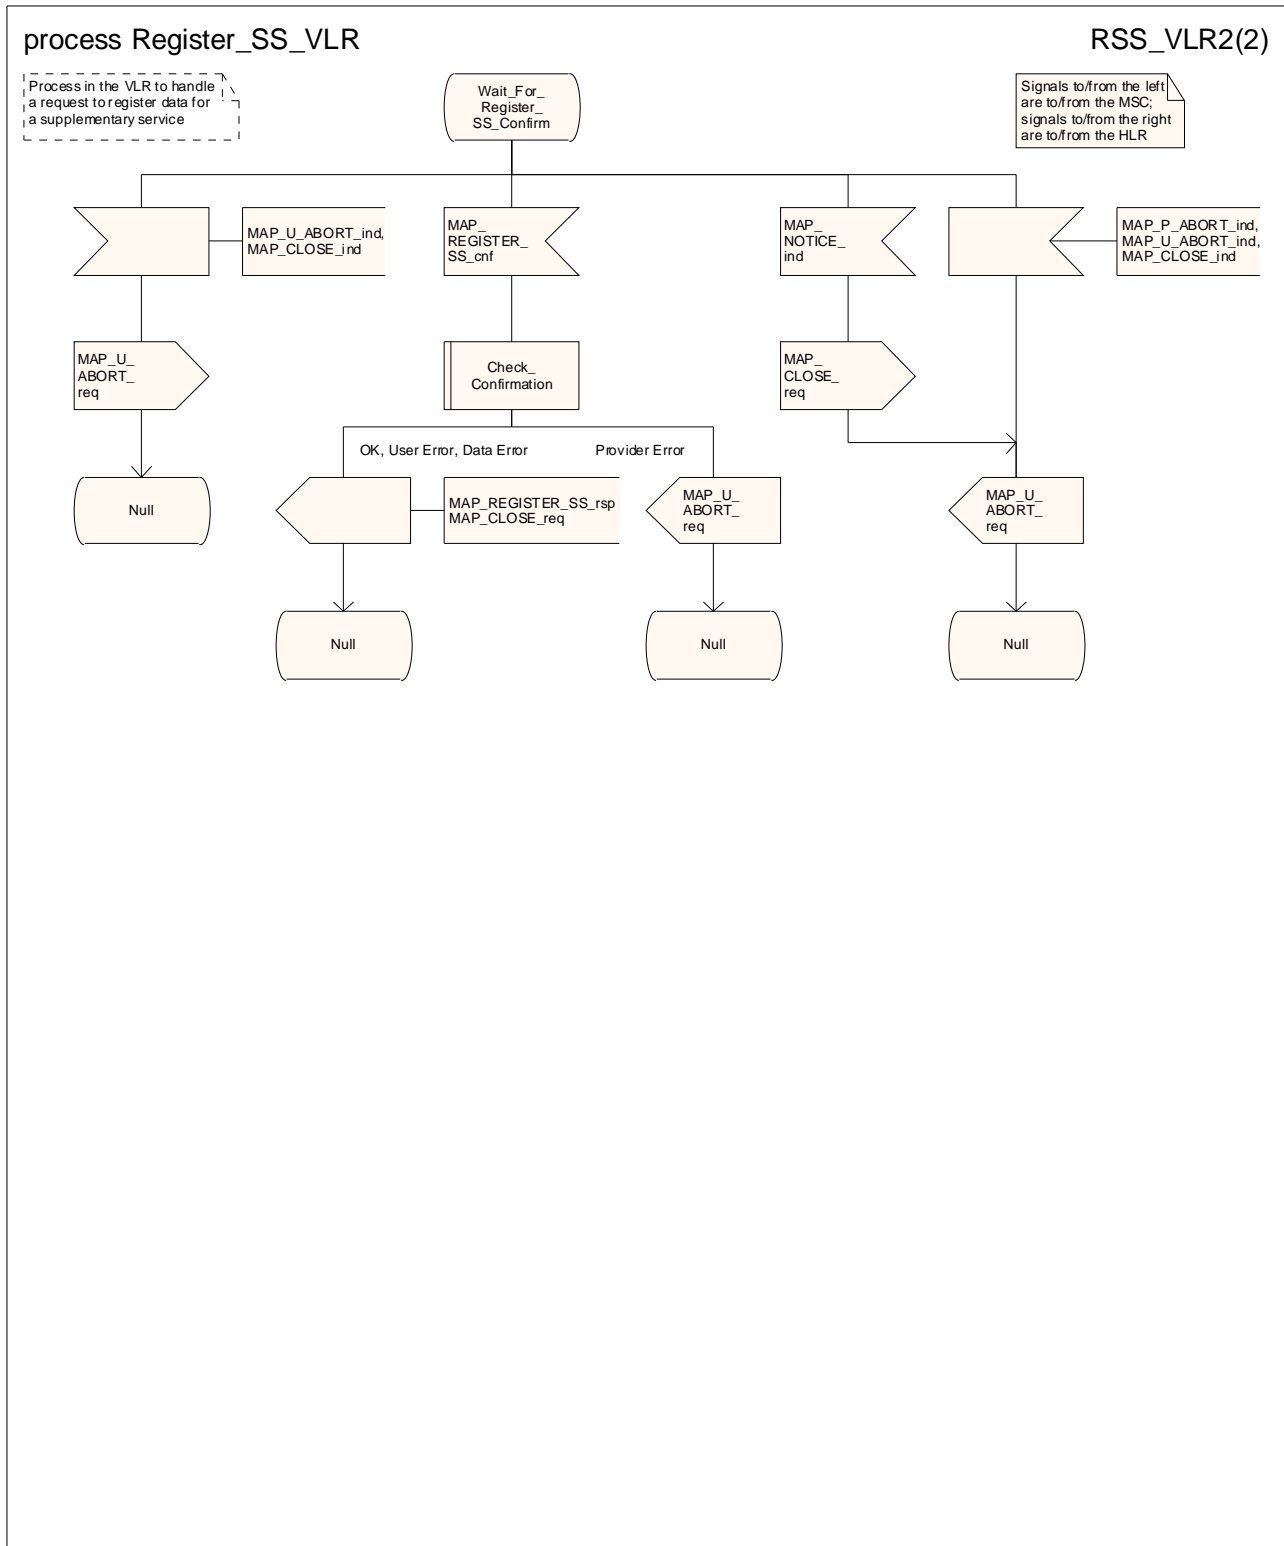 process Register_SS_VLR
RSS_VLR2(2)
Process in the VLR to handle
a request to register data for
a supplementary service
Wait_For_
Register_
SS_Confirm
Signals to/from the left
are to/from the MSC;
signals to/from the right
are to/from the HLR
MAP_U_ABORT_ind,
MAP_CLOSE_ind
MAP_
REGISTER_
SS_cnf
MAP_
NOTICE_
ind
MAP_P_ABORT_ind,
MAP_U_ABORT_ind,
MAP_CLOSE_ind
MAP_U_
ABORT_
req
Check_
Confirmation
MAP_
CLOSE_
req
OK, User Error, Data Error
Provider Error
Null
MAP_REGISTER_SS_rsp
MAP_CLOSE_req
MAP_U_
ABORT_
req
MAP_U_
ABORT_
req
Null
Null
Null